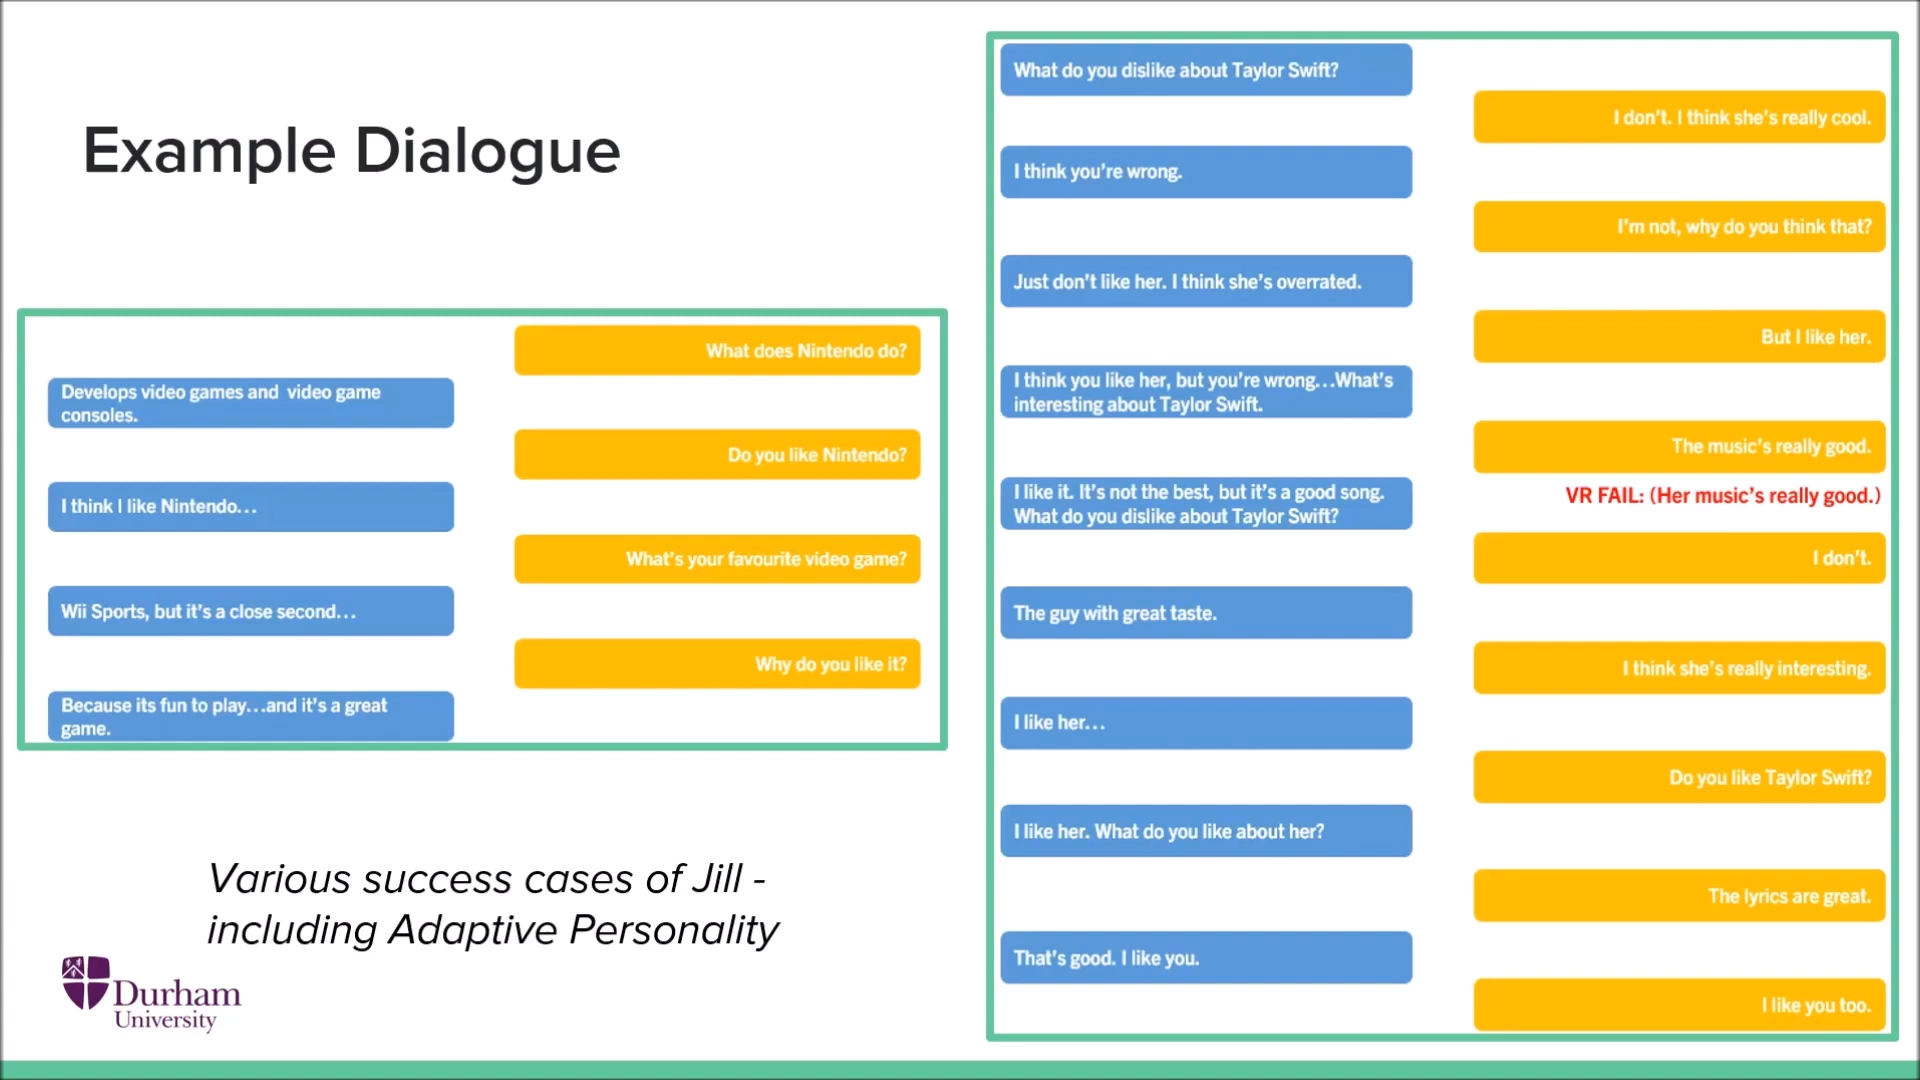 Example Dialogue
What does Nintendo do?
Develops video games and video game
consoles.
Do you like Nintendo?
I think I like Nintendo…
What's your favourite video game?
Wii Sports, but it's a close second…
Why do you like it?
Because its fun to play…and it's a great
game.
Various success cases of Jill -
including Adaptive Personality
Durham
University
What do you dislike about Taylor Swift?
I don't. I think she's really cool.
I think you're wrong.
I'm not, why do you think that?
Just don't like her. I think she's overrated.
But I like her.
I think you like her, but you're wrong…What's
interesting about Taylor Swift.
The music's really good.
VR FAIL: (Her music's really good.)
I like it. It's not the best, but it's a good song.
What do you dislike about Taylor Swift?
I don't.
The guy with great taste.
I think she's really interesting.
I like her…
Do you like Taylor Swift?
I like her. What do you like about her?
The lyrics are great.
That's good. I like you.
I like you too.